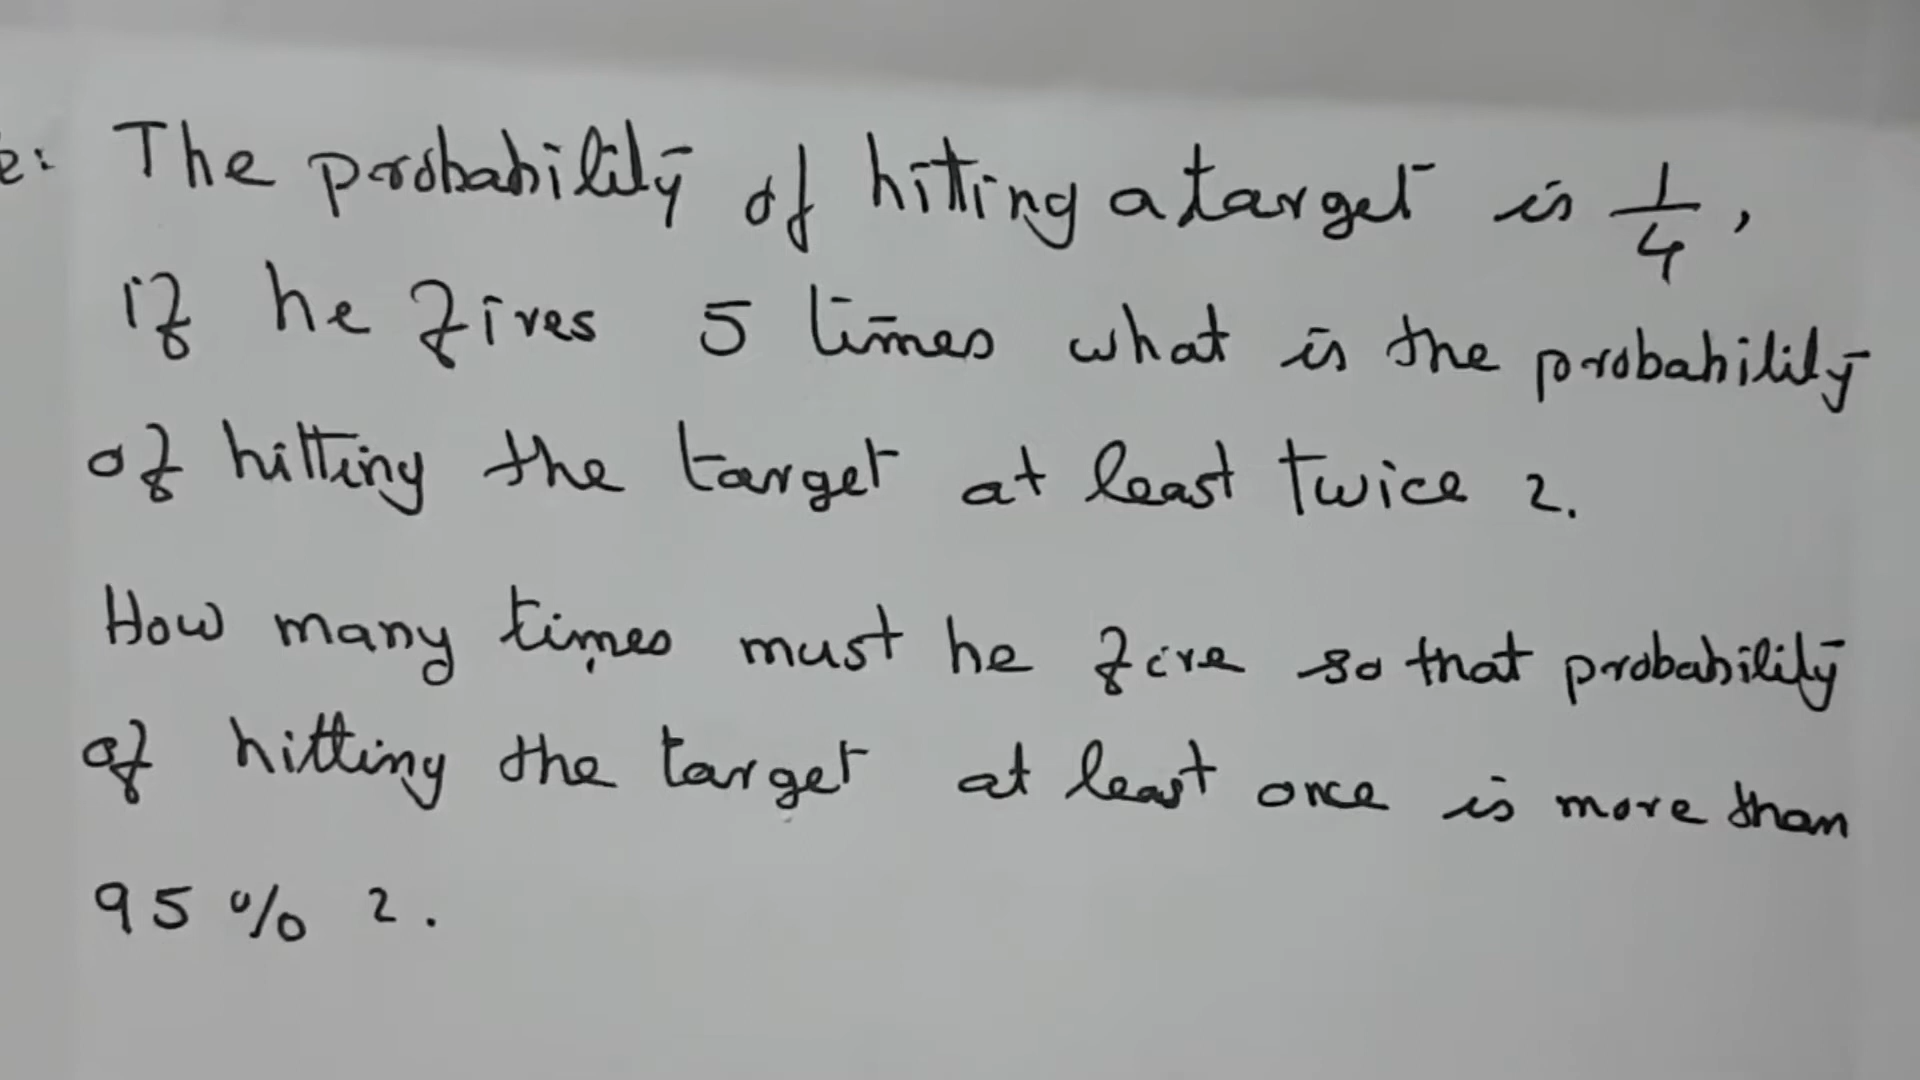 The probability of hitting a target is 1/4,
if he fires 5 times what is the probability
of hitting the target at least twice ?.
How many times must he fire so that probability
of hitting the target at least once is more than
95% ?.